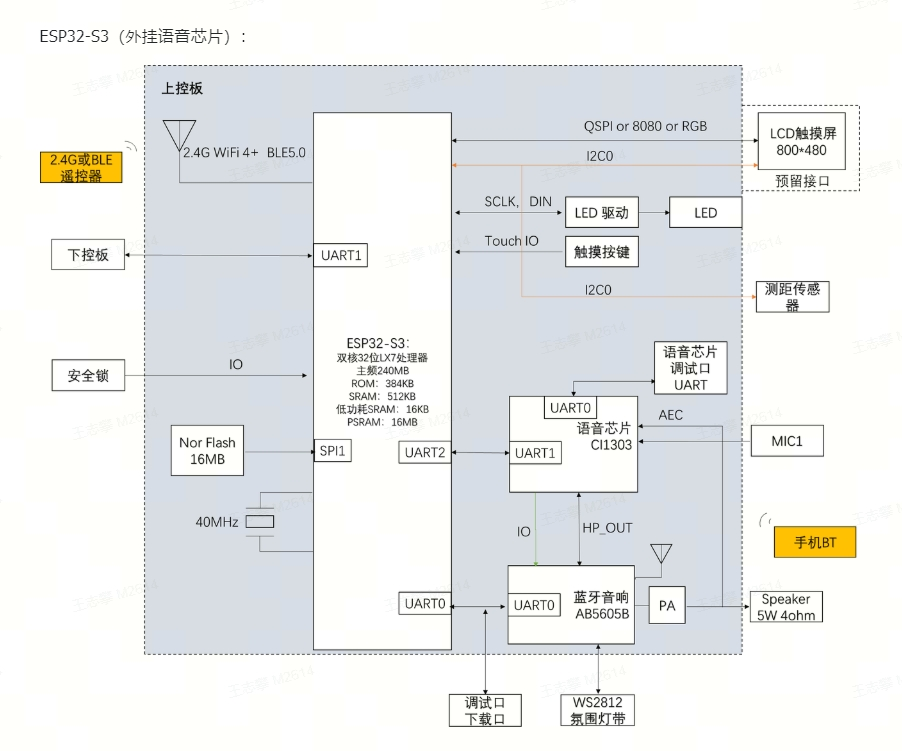 ESP32-S3（外挂语音芯片）：
上控板
2.4G WiFi 4+ BLE5.0
2.4G或BLE
遥控器
QSPI or 8080 or RGB
LCD触摸屏
800*480
I2C0
预留接口
SCLK, DIN
LED 驱动
LED
下控板
UART1
Touch IO
触摸按键
I2C0
测距传感
器
ESP32-S3：
双核32位LX7处理器
主频240MB
ROM：384KB
SRAM：512KB
低功耗SRAM：16KB
PSRAM：16MB
安全锁
IO
语音芯片
调试口
UART
UART0
AEC
语音芯片
CI1303
MIC1
Nor Flash
16MB
SPI1
UART2
UART1
40MHz
IO
HP_OUT
手机BT
UART0
UART0
蓝牙音响
AB5605B
PA
Speaker
5W 4ohm
调试口
下载口
WS2812
氛围灯带
王志攀 M2614